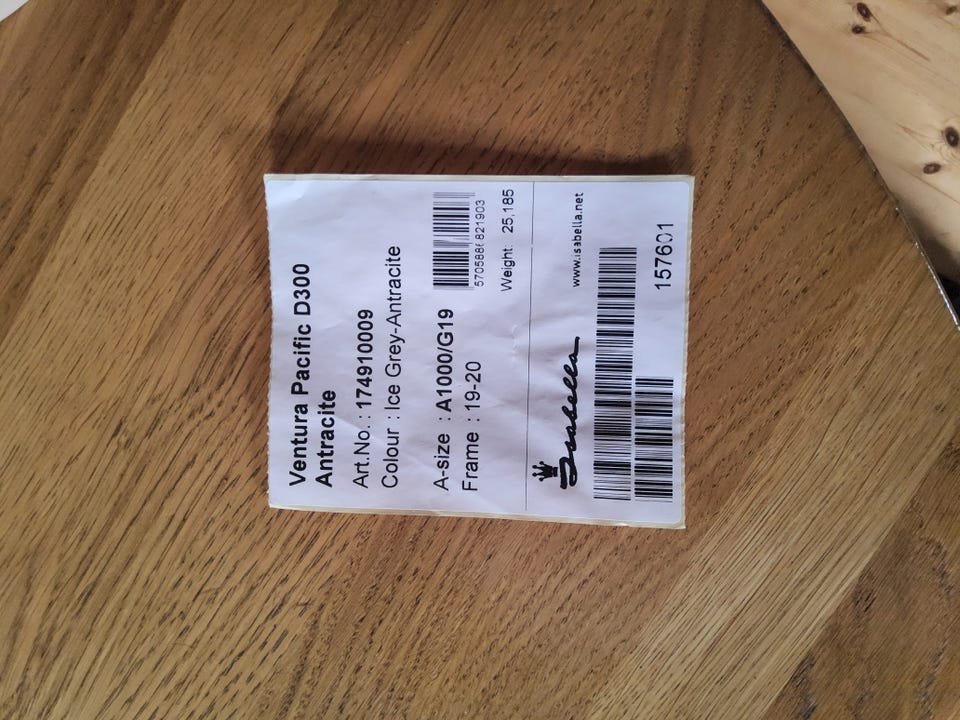 Ventura Pacific D300
Antracite
Art.No. : 174910009
Colour : Ice Grey-Antracite
A-size : A1000/G19
Frame : 19-20
821903
Weight: 25,185
Isabella
www.isabella.net
157601